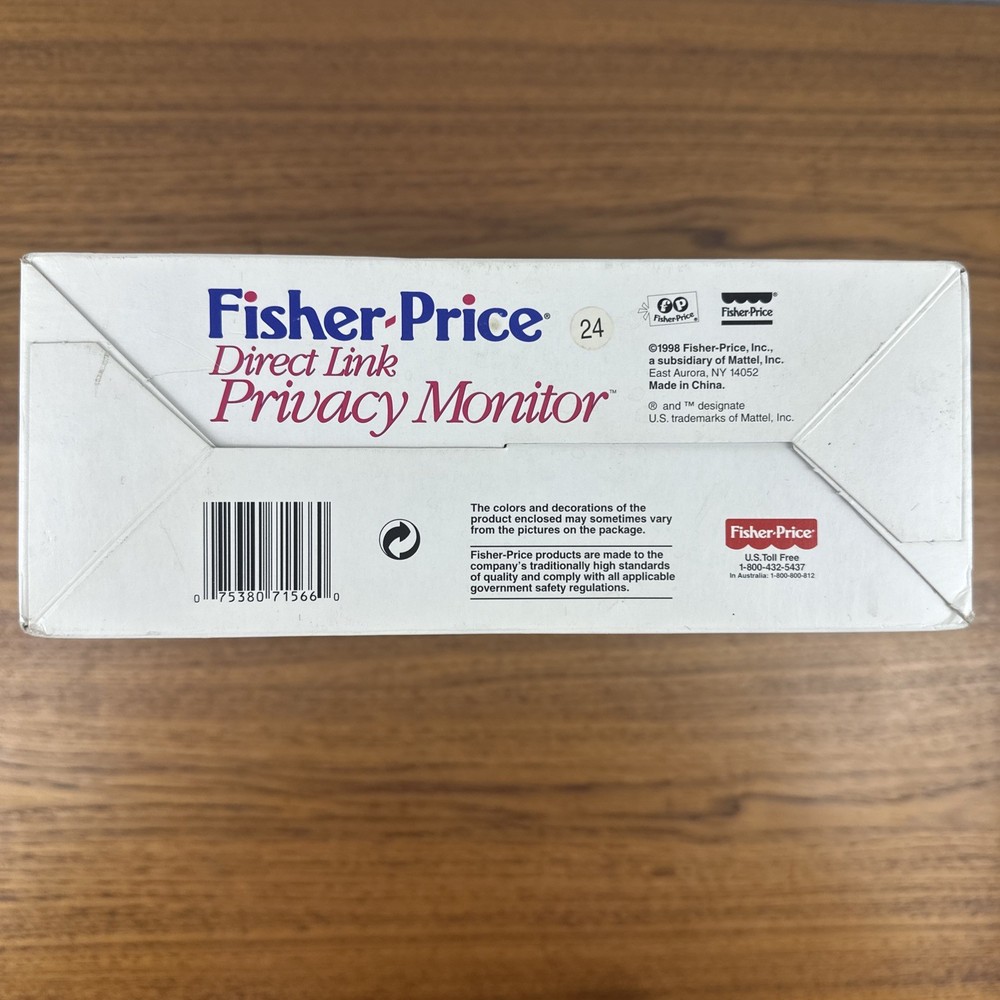 Fisher-Price®
Direct Link
Privacy Monitor™
24
fp
Fisher-Price®
Fisher-Price®
©1998 Fisher-Price, Inc.,
a subsidiary of Mattel, Inc.
East Aurora, NY 14052
Made in China.
® and ™ designate
U.S. trademarks of Mattel, Inc.
0 75380 71566 0
The colors and decorations of the
product enclosed may sometimes vary
from the pictures on the package.
Fisher-Price products are made to the
company's traditionally high standards
of quality and comply with all applicable
government safety regulations.
Fisher-Price®
U.S. Toll Free
1-800-432-5437
In Australia: 1-800-800-812